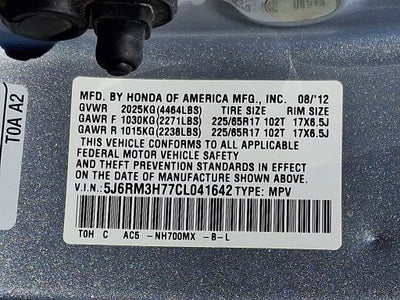 MFD. BY HONDA OF AMERICA MFG., INC. 08/'12
GVWR 2025KG(4464LBS) TIRE SIZE RIM SIZE
GAWR F 1030KG(2271LBS) 225/65R17 102T 17X6.5J
GAWR R 1015KG(2238LBS) 225/65R17 102T 17X6.5J
THIS VEHICLE CONFORMS TO ALL APPLICABLE
FEDERAL MOTOR VEHICLE SAFETY AND
THEFT PREVENTION STANDARDS IN EFFECT
ON THE DATE OF MANUFACTURE SHOWN ABOVE.
V.I.N.: 5J6RM3H77CL041642 TYPE: MPV
TOH C AC5 -NH700MX -B-L
TOA A2